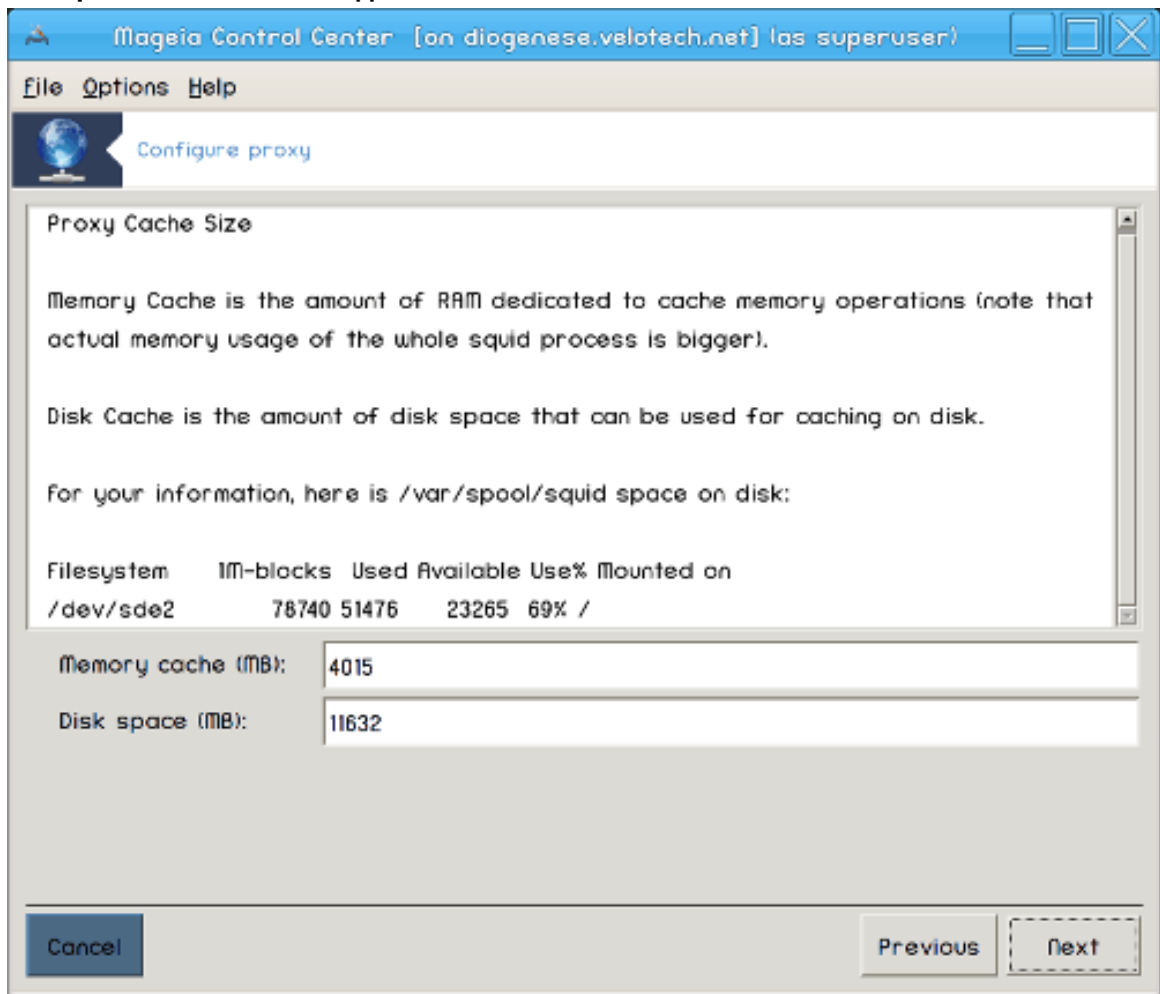 Mageia Control Center [on diogenese.velotech.net] (as superuser)
File Options Help
Configure proxy
Proxy Cache Size
Memory Cache is the amount of RAM dedicated to cache memory operations (note that
actual memory usage of the whole squid process is bigger).
Disk Cache is the amount of disk space that can be used for caching on disk.
For your information, here is /var/spool/squid space on disk:
Filesystem 1M-blocks Used Available Use% Mounted on
/dev/sde2 78740 51476 23265 69% /
Memory cache (MB): 4015
Disk space (MB): 11632
Cancel Previous Next